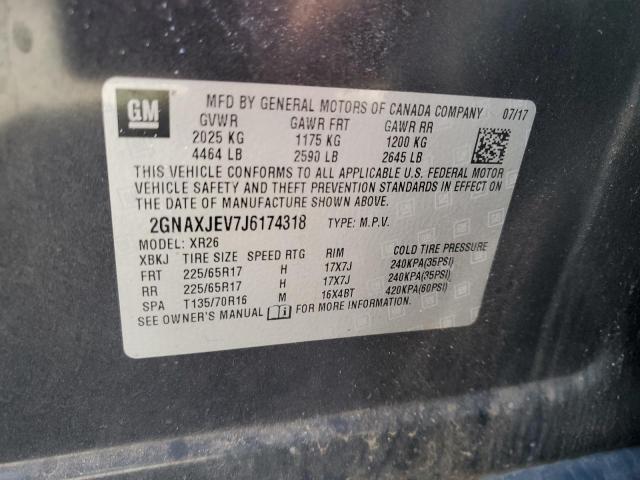 GM
MFD BY GENERAL MOTORS OF CANADA COMPANY 07/17
GVWR GAWR FRT GAWR RR
2025 KG 1175 KG 1200 KG
4464 LB 2590 LB 2645 LB
THIS VEHICLE CONFORMS TO ALL APPLICABLE U.S. FEDERAL MOTOR
VEHICLE SAFETY AND THEFT PREVENTION STANDARDS IN EFFECT ON
THE DATE OF MANUFACTURE SHOWN ABOVE.
2GNAXJEV7J6174318 TYPE: M.P.V.
MODEL: XR26
XBKJ TIRE SIZE SPEED RTG RIM COLD TIRE PRESSURE
FRT 225/65R17 H 17X7J 240KPA(35PSI)
RR 225/65R17 H 17X7J 240KPA(35PSI)
SPA T135/70R16 M 16X4BT 420KPA(60PSI)
SEE OWNER'S MANUAL FOR MORE INFORMATION.